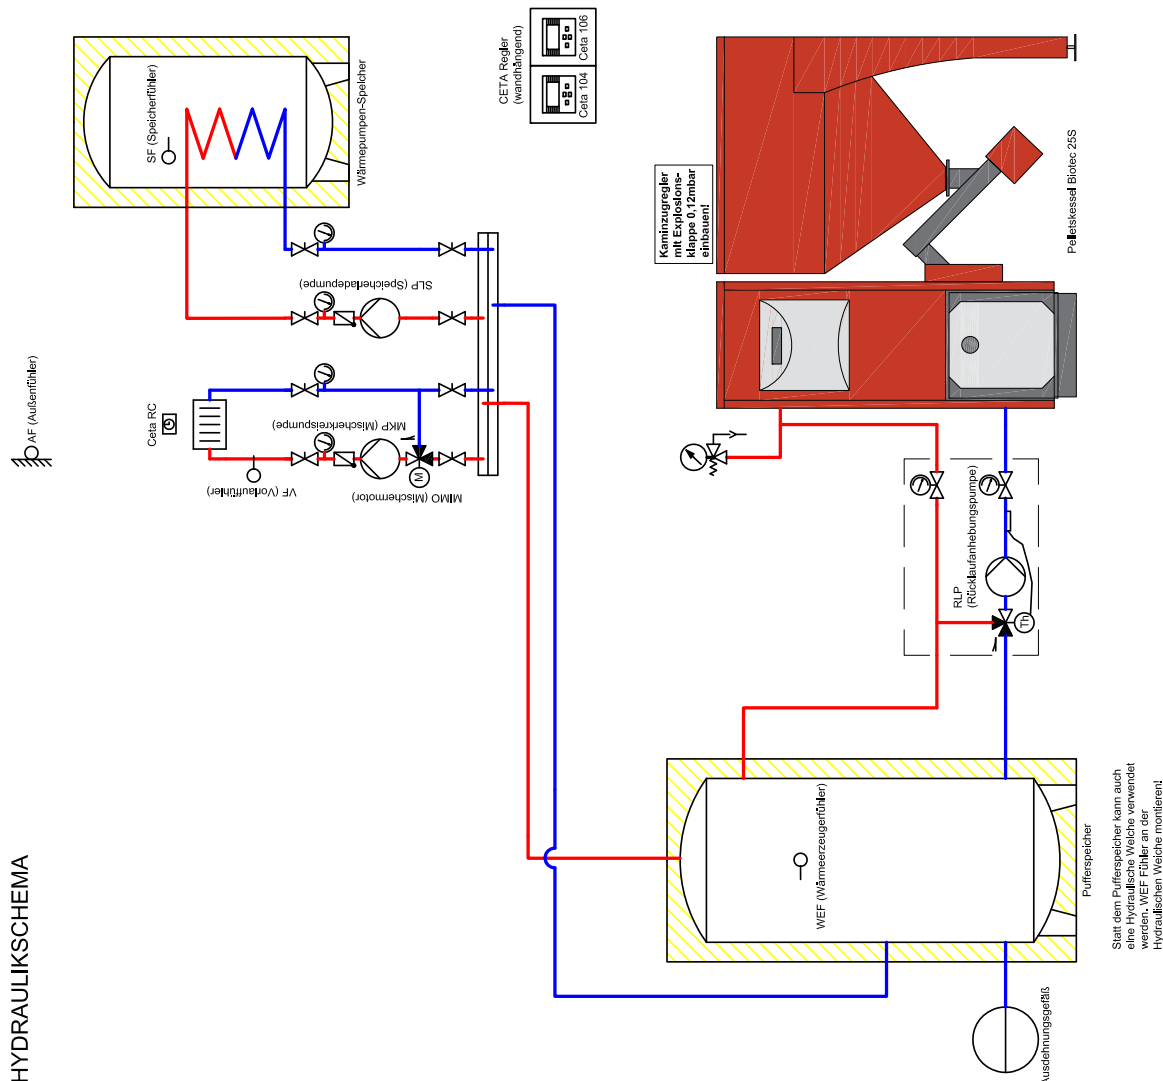 HYDRAULIKSCHEMA
AF (Außenfühler)
SF (Speicherfühler)
Wärmepumpen-Speicher
CETA Regler
(wandhängend)
Ceta 104
Ceta 106
Kaminzugregler
mit Explosions-
klappe 0,12mbar
einbauen!
Pelletskessel Biotec 25S
SLP (Speicherladepumpe)
Ceta RC
MKP (Mischerkreispumpe)
VF (Vorlauffühler)
MIMO (Mischermotor)
M
RLP
(Rücklaufanhebungspumpe)
Th
WEF (Wärmeerzeugerfühler)
Pufferspeicher
Statt dem Pufferspeicher kann auch
eine Hydraulische Weiche verwendet
werden. WEF Fühler an der
Hydraulischen Weiche montieren!
Ausdehnungsgefäß